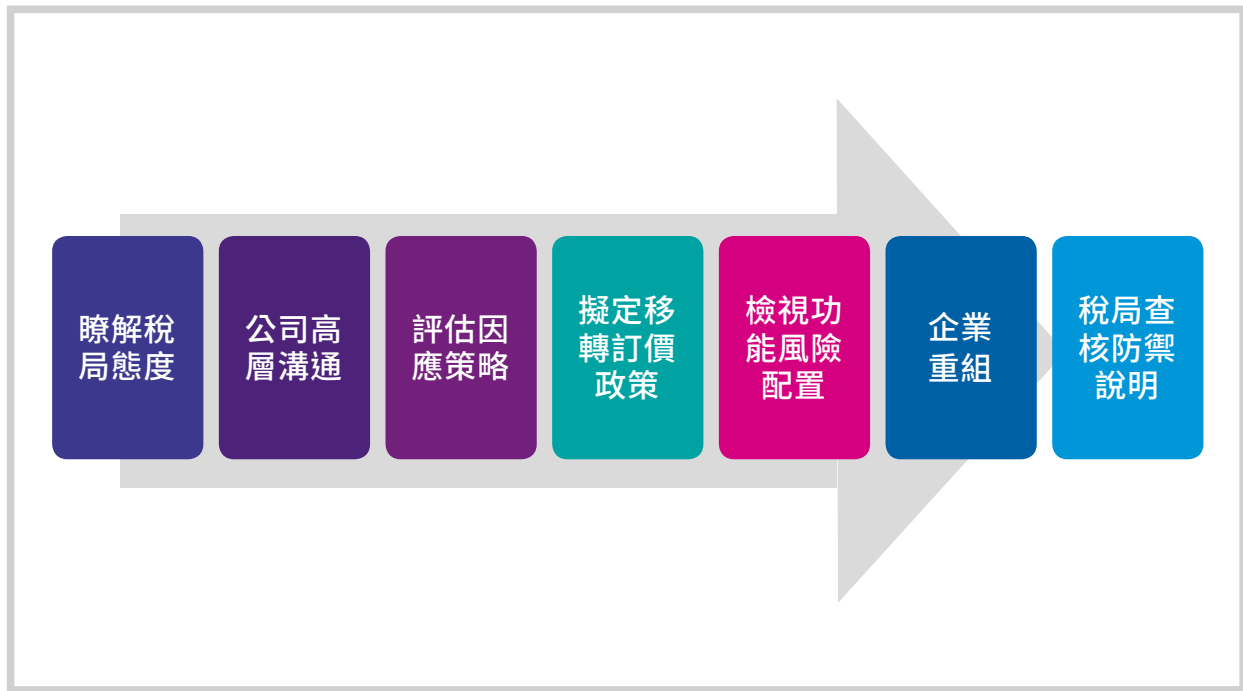 瞭解稅
局態度
公司高
層溝通
評估因
應策略
擬定移
轉訂價
政策
檢視功
能風險
配置
企業
重組
稅局查
核防禦
說明